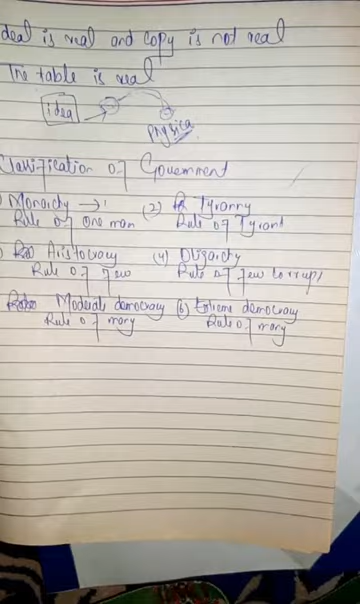 deal is real and copy is not real
The table is real
idea
physica
Classification of Government
) Monarchy → (2) Tyranny
Rule of one man Rule of Tyrant
) Aristocracy (4) Oligarchy
Rule of few Rule of few corrupt
Moderate democracy (6) Extreme democracy
Rule of many Rule of many